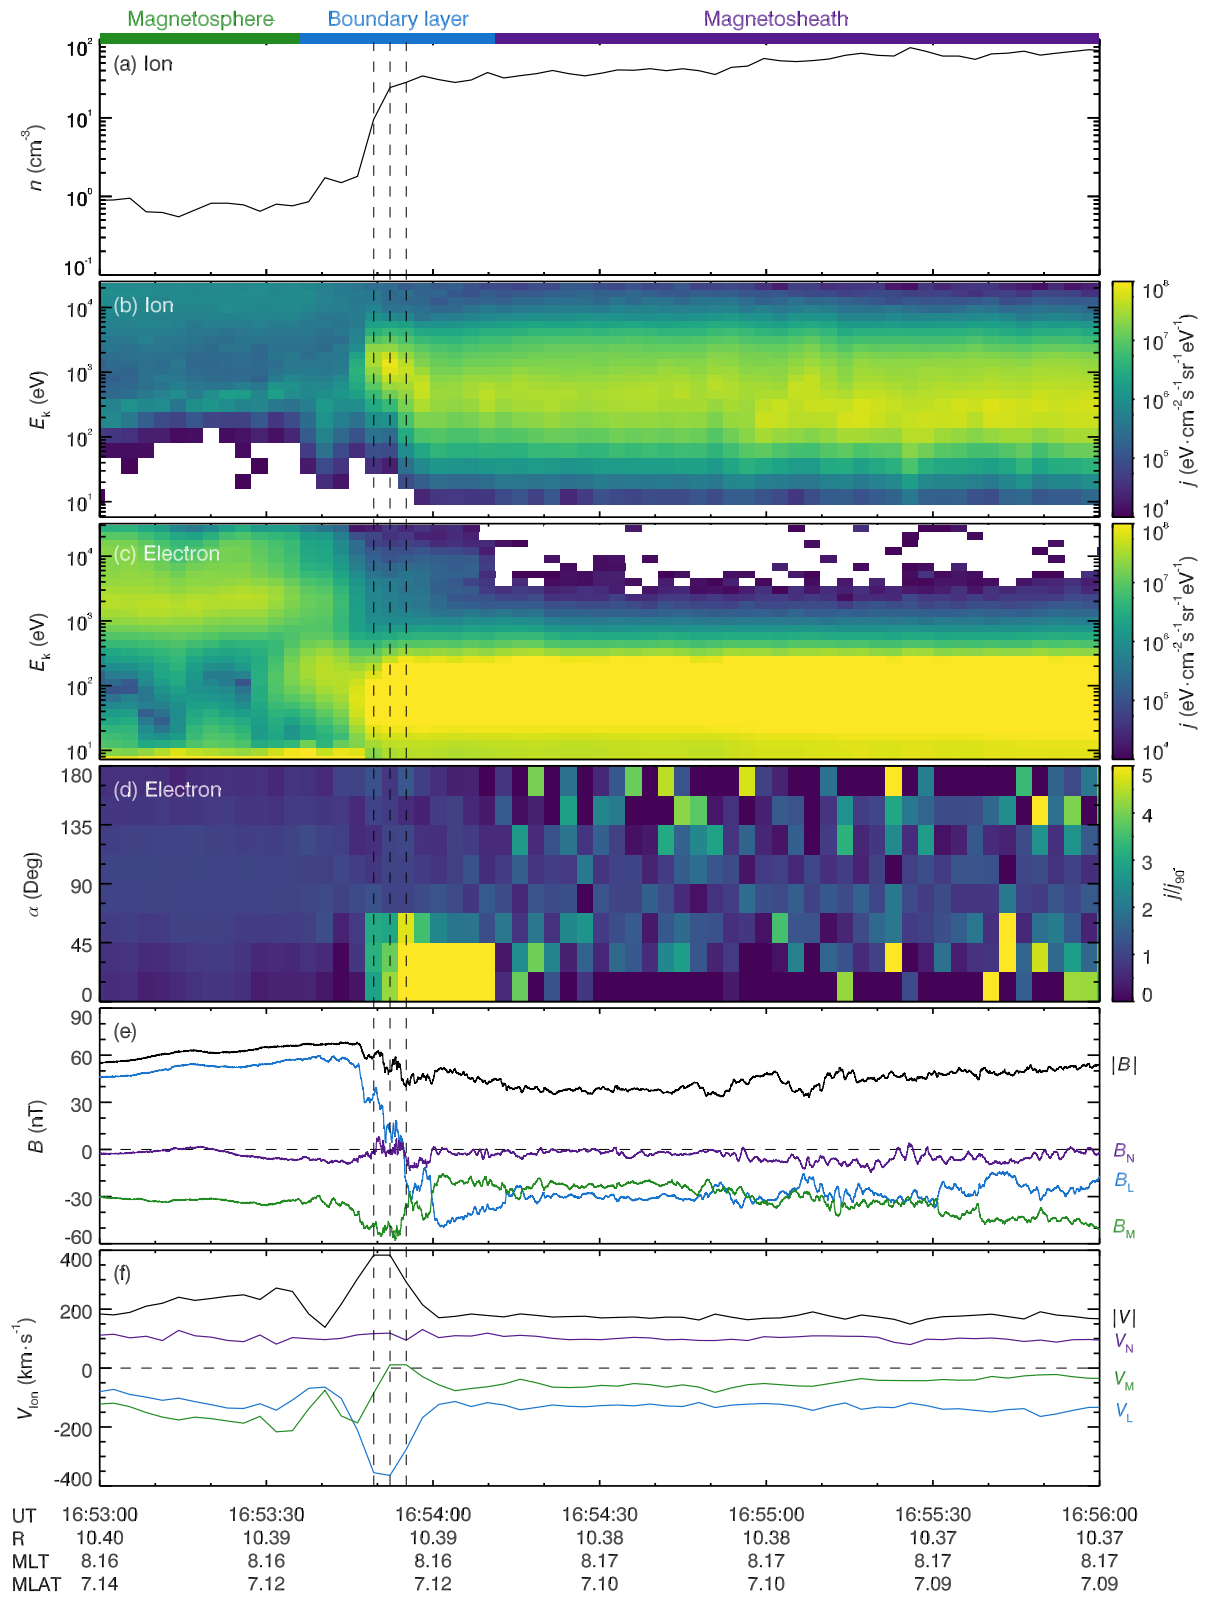 Magnetosphere Boundary layer Magnetosheath
(a) Ion
n (cm⁻³)
10² 10¹ 10⁰ 10⁻¹
(b) Ion
E_k (eV)
10⁴ 10³ 10² 10¹
10⁸ 10⁷ 10⁶ 10⁵ 10⁴
j (eV·cm⁻²s⁻¹sr⁻¹eV⁻¹)
(c) Electron
E_k (eV)
10⁴ 10³ 10² 10¹
10⁸ 10⁷ 10⁶ 10⁵ 10⁴
j (eV·cm⁻²s⁻¹sr⁻¹eV⁻¹)
(d) Electron
α (Deg)
180 135 90 45 0
5 4 3 2 1 0
j/j₉₀°
(e)
B (nT)
90 60 30 0 -30 -60
|B|
B_N
B_L
B_M
(f)
V_Ion (km·s⁻¹)
400 200 0 -200 -400
|V|
V_N
V_M
V_L
UT 16:53:00 16:53:30 16:54:00 16:54:30 16:55:00 16:55:30 16:56:00
R 10.40 10.39 10.39 10.38 10.38 10.37 10.37
MLT 8.16 8.16 8.16 8.17 8.17 8.17 8.17
MLAT 7.14 7.12 7.12 7.10 7.10 7.09 7.09